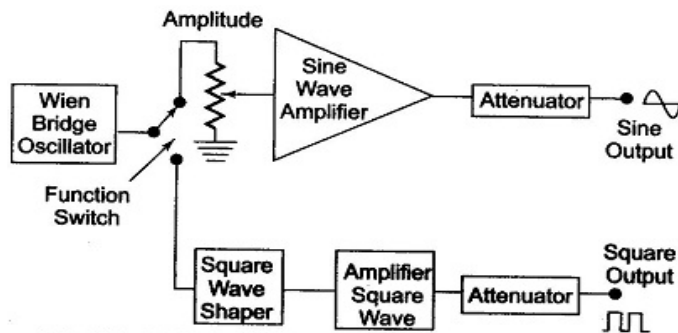 Amplitude
Wien
Bridge
Oscillator
Function
Switch
Sine
Wave
Amplifier
Attenuator
Sine
Output
Square
Wave
Shaper
Amplifier
Square
Wave
Attenuator
Square
Output